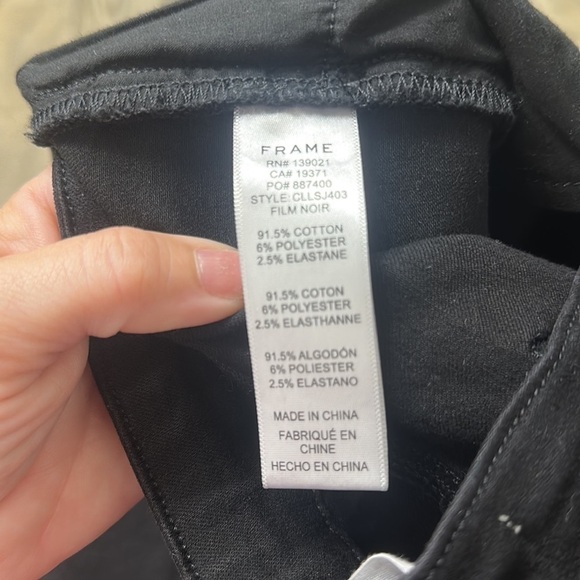 FRAME
RN# 139021
CA# 19371
PO# 887400
STYLE: CLLSJ403
FILM NOIR
91.5% COTTON
6% POLYESTER
2.5% ELASTANE
91.5% COTON
6% POLYESTER
2.5% ELASTHANNE
91.5% ALGODÓN
6% POLIESTER
2.5% ELASTANO
MADE IN CHINA
FABRIQUÉ EN
CHINE
HECHO EN CHINA